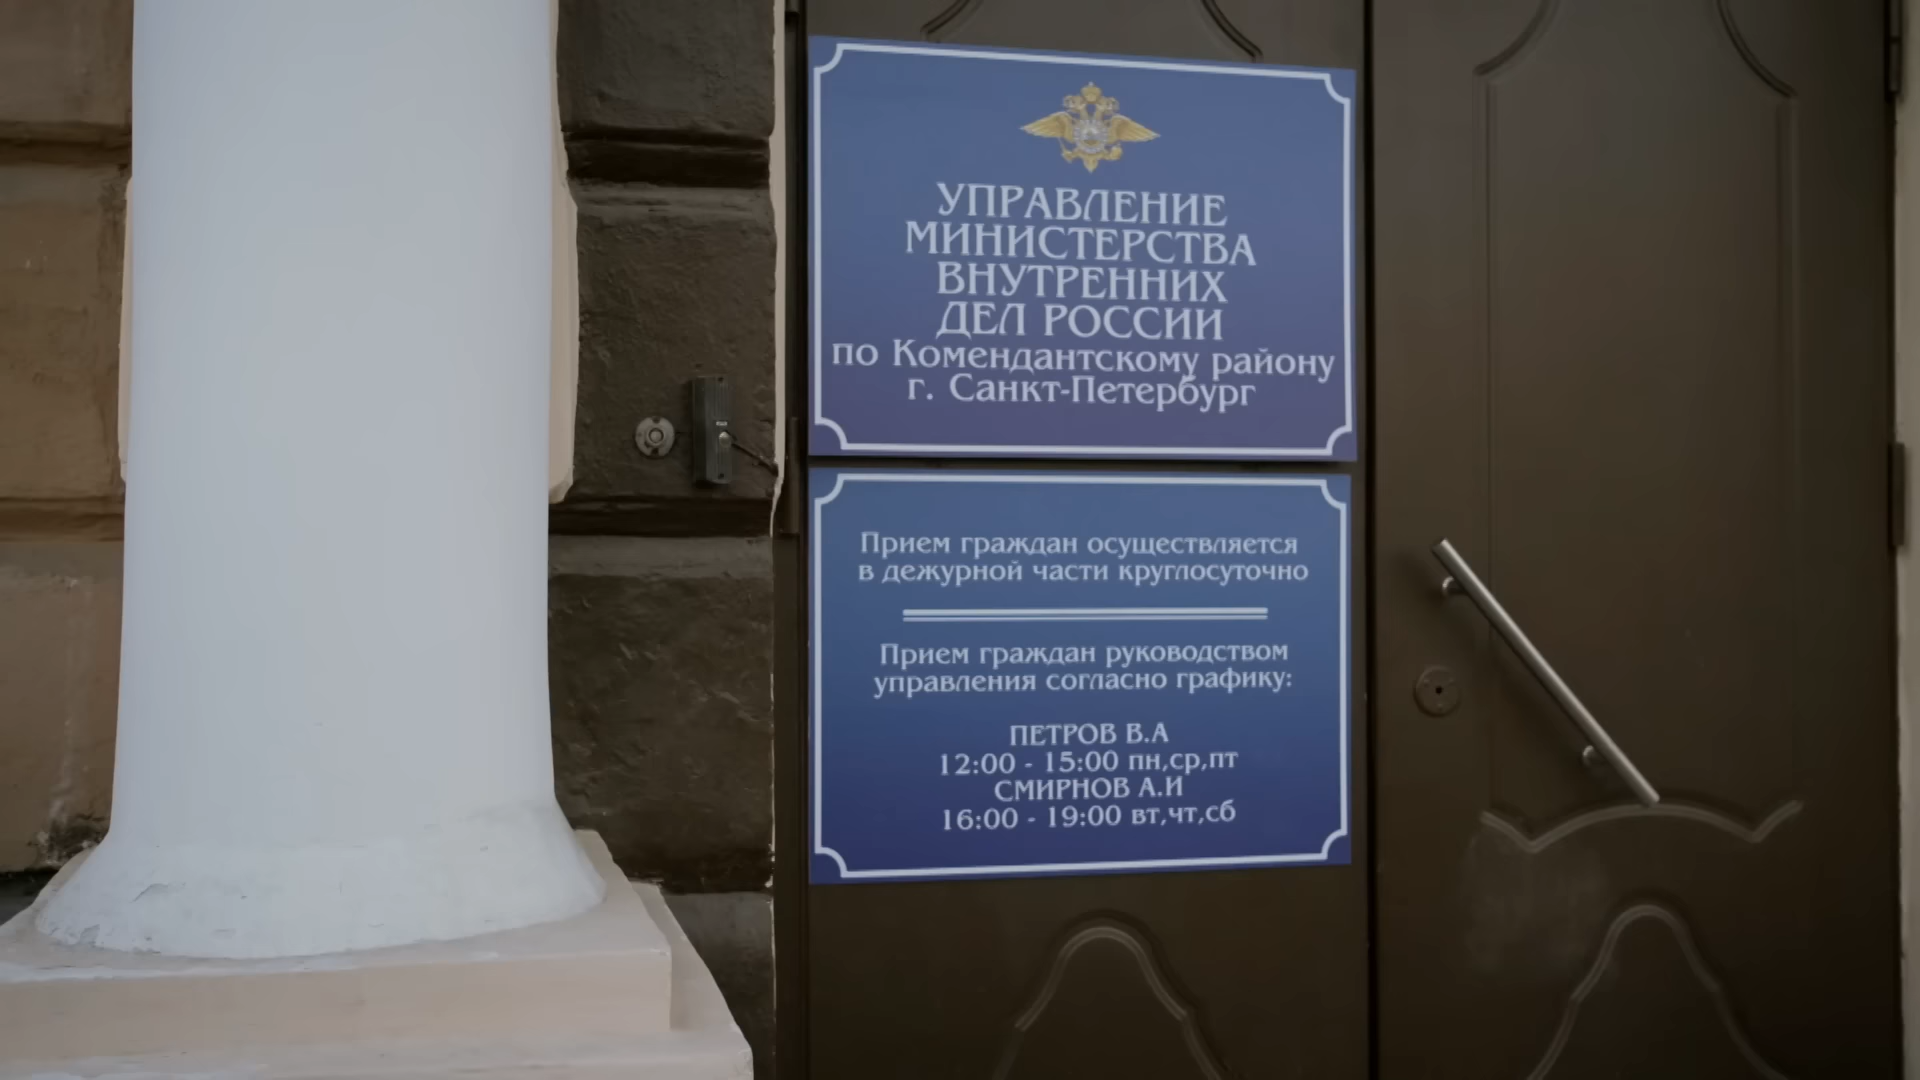 УПРАВЛЕНИЕ
МИНИСТЕРСТВА
ВНУТРЕННИХ
ДЕЛ РОССИИ
по Комендантскому району
г. Санкт-Петербург
Прием граждан осуществляется
в дежурной части круглосуточно
Прием граждан руководством
управления согласно графику:
ПЕТРОВ В.А
12:00 - 15:00 пн,ср,пт
СМИРНОВ А.И
16:00 - 19:00 вт,чт,сб